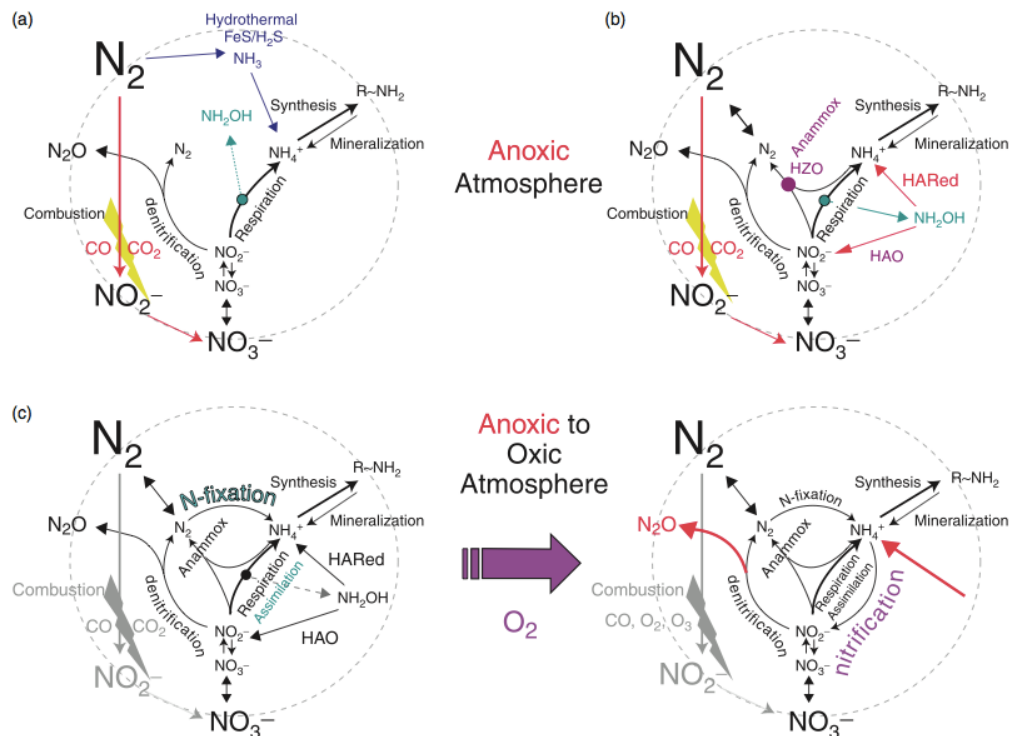 (a)
Hydrothermal
FeS/H₂S
N₂
NH₃
R~NH₂
Synthesis
NH₂OH
Mineralization
N₂O
N₂
NH₄⁺
Respiration
denitrification
Combustion
CO
CO₂
NO₂⁻
NO₃⁻
NO₂⁻
NO₃⁻
Anoxic
Atmosphere
(b)
N₂
R~NH₂
Synthesis
Anammox
Mineralization
N₂O
N₂
HZO
NH₄⁺
HARed
Respiration
denitrification
Combustion
NH₂OH
CO
CO₂
NO₂⁻
HAO
NO₃⁻
NO₂⁻
NO₃⁻
(c)
N₂
R~NH₂
N-fixation
Synthesis
Mineralization
N₂O
N₂
NH₄⁺
Anammox
HARed
Respiration
Assimilation
denitrification
Combustion
NH₂OH
CO
CO₂
NO₂⁻
HAO
NO₃⁻
NO₂⁻
NO₃⁻
Anoxic to
Oxic
Atmosphere
O₂
N₂
R~NH₂
Synthesis
N-fixation
Mineralization
N₂O
N₂
NH₄⁺
Anammox
Respiration
Assimilation
denitrification
nitrification
Combustion
CO, O₂, O₃
NO₂⁻
NO₃⁻
NO₂⁻
NO₃⁻